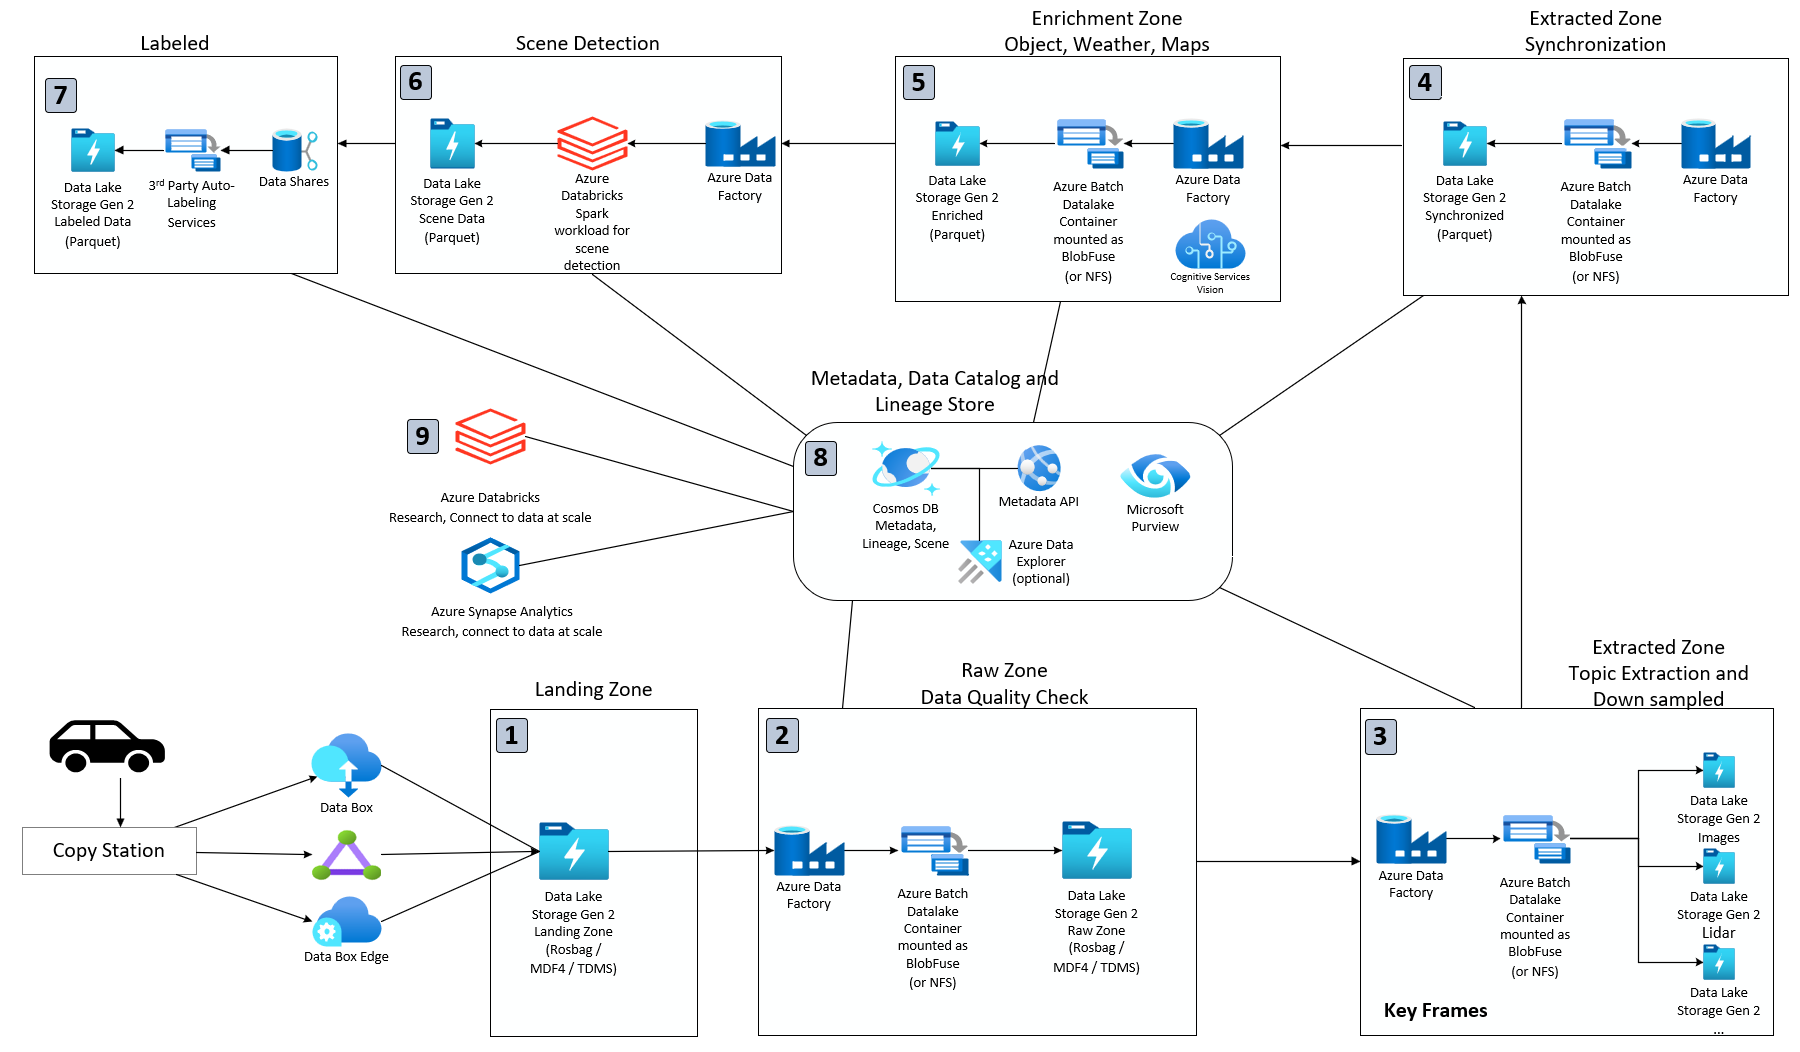 Labeled
7
Data Lake
Storage Gen 2
Labeled Data
(Parquet)
3rd Party Auto-
Labeling
Services
Data Shares
Scene Detection
6
Data Lake
Storage Gen 2
Scene Data
(Parquet)
Azure
Databricks
Spark
workload for
scene
detection
Azure Data
Factory
Enrichment Zone
Object, Weather, Maps
5
Data Lake
Storage Gen 2
Enriched
(Parquet)
Azure Batch
Datalake
Container
mounted as
BlobFuse
(or NFS)
Azure Data
Factory
Cognitive Services
Vision
Extracted Zone
Synchronization
4
Data Lake
Storage Gen 2
Synchronized
(Parquet)
Azure Batch
Datalake
Container
mounted as
BlobFuse
(or NFS)
Azure Data
Factory
Metadata, Data Catalog and
Lineage Store
8
Cosmos DB
Metadata,
Lineage, Scene
Metadata API
Azure Data
Explorer
(optional)
Microsoft
Purview
9
Azure Databricks
Research, Connect to data at scale
Azure Synapse Analytics
Research, connect to data at scale
Copy Station
Data Box
Data Box Edge
Landing Zone
1
Data Lake
Storage Gen 2
Landing Zone
(Rosbag /
MDF4 / TDMS)
Raw Zone
Data Quality Check
2
Azure Data
Factory
Azure Batch
Datalake
Container
mounted as
BlobFuse
(or NFS)
Data Lake
Storage Gen 2
Raw Zone
(Rosbag /
MDF4 / TDMS)
Extracted Zone
Topic Extraction and
Down sampled
3
Azure Data
Factory
Azure Batch
Datalake
Container
mounted as
BlobFuse
(or NFS)
Data Lake
Storage Gen 2
Images
Data Lake
Storage Gen 2
Lidar
Data Lake
Storage Gen 2
...
Key Frames